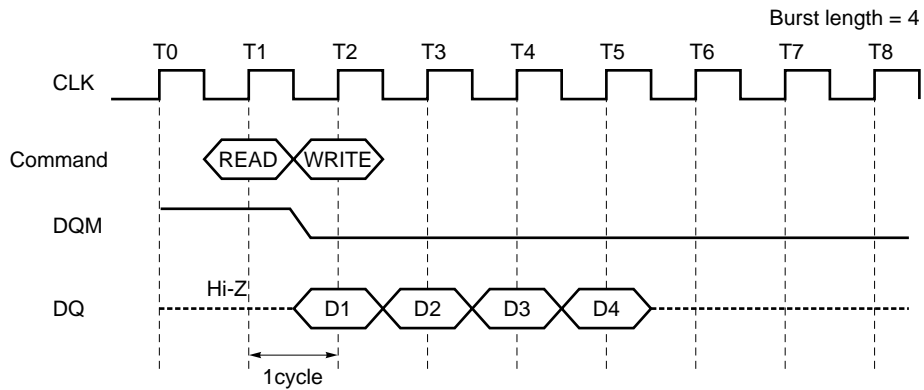 Burst length = 4
T0 T1 T2 T3 T4 T5 T6 T7 T8
CLK
Command READ WRITE
DQM
Hi-Z
DQ D1 D2 D3 D4
1cycle